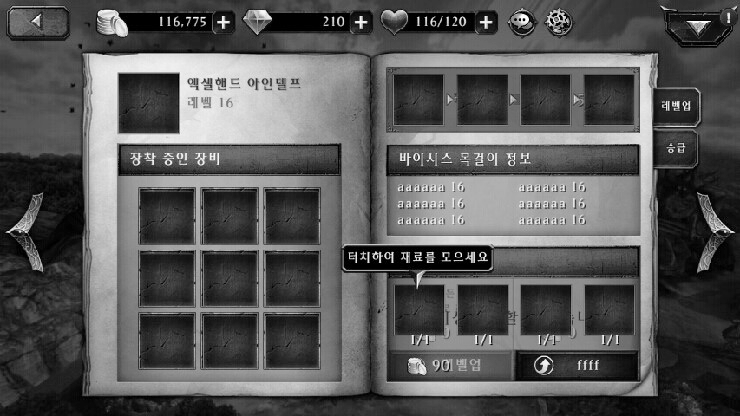 116,775
210
116/120
엑셀핸드 아인델프
레벨 16
장착 중인 장비
레벨업
승급
바이시스 목걸이 정보
aaaaaa 16 aaaaaa 16
aaaaaa 16 aaaaaa 16
aaaaaa 16 aaaaaa 16
터치하여 재료를 모으세요
1/1 1/1 1/1 1/1
90 레벨업
ffff